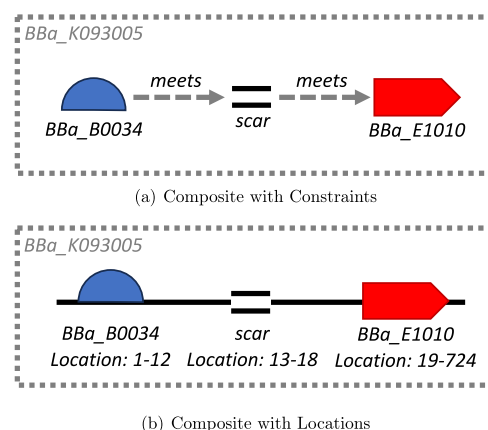 BBa_K093005
meets meets
BBa_B0034 scar BBa_E1010
(a) Composite with Constraints
BBa_K093005
BBa_B0034 scar BBa_E1010
Location: 1-12 Location: 13-18 Location: 19-724
(b) Composite with Locations